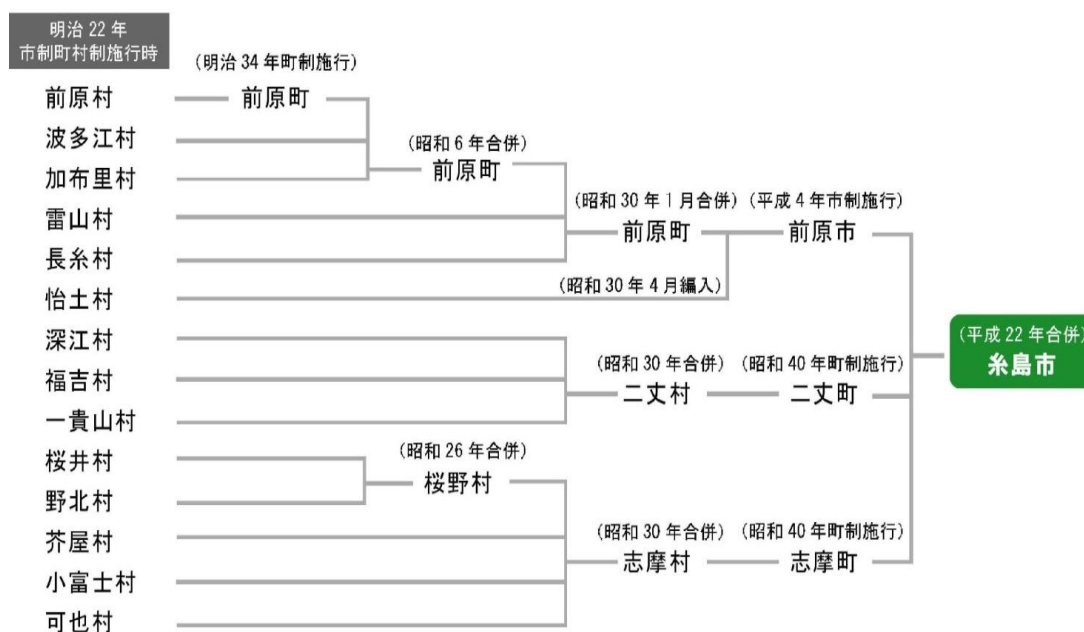 明治 22 年
市制町村制施行時
(明治 34 年町制施行)
前原村
前原町
波多江村
(昭和 6 年合併)
加布里村
前原町
(昭和 30 年 1 月合併)
(平成 4 年市制施行)
雷山村
前原町
前原市
長糸村
(昭和 30 年 4 月編入)
怡土村
(平成 22 年合併)
糸島市
深江村
(昭和 30 年合併)
(昭和 40 年町制施行)
福吉村
二丈村
二丈町
一貴山村
(昭和 26 年合併)
桜井村
桜野村
野北村
(昭和 30 年合併)
(昭和 40 年町制施行)
芥屋村
志摩村
志摩町
小富士村
可也村